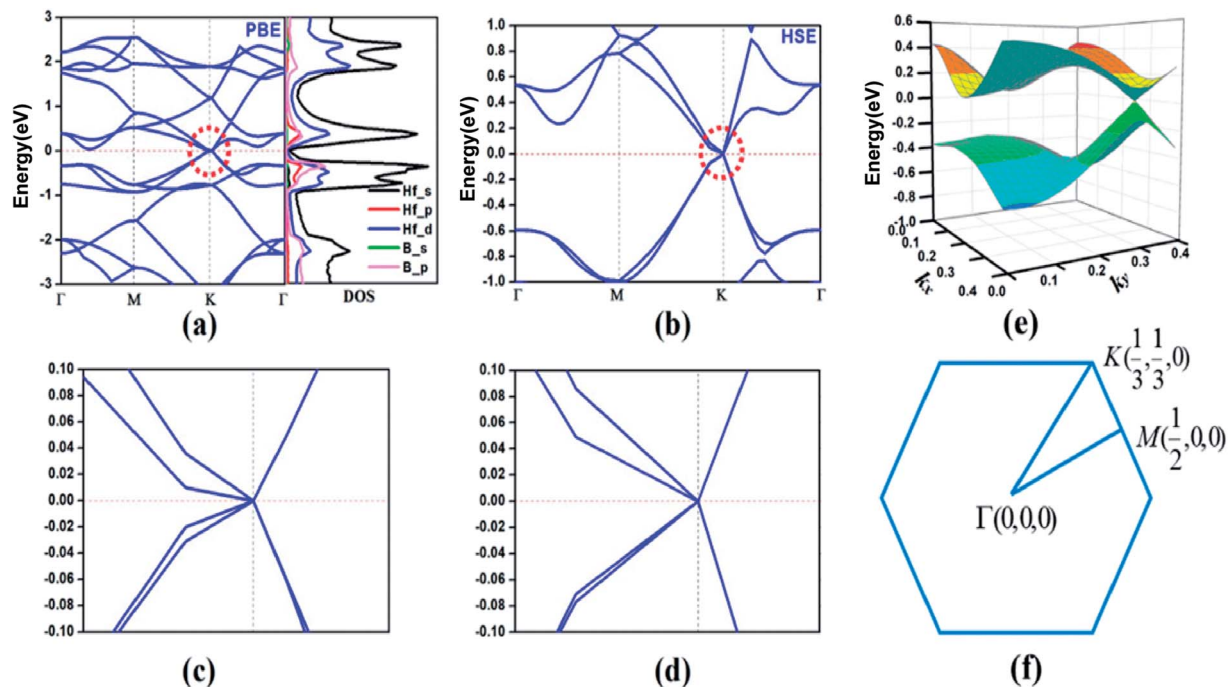 PBE
3
2
1
0
-1
-2
-3
Energy(eV)
Γ M K Γ
Hf_s
Hf_p
Hf_d
B_s
B_p
DOS
(a)
HSE
1.0
0.8
0.6
0.4
0.2
0.0
-0.2
-0.4
-0.6
-0.8
-1.0
Energy(eV)
Γ M K Γ
(b)
0.6
0.4
0.2
0.0
-0.2
-0.4
-0.6
-0.8
-1.0
Energy(eV)
0.0
0.1
0.2
0.3
0.4
kx
0.0
0.1
0.2
0.3
0.4
ky
(e)
0.10
0.08
0.06
0.04
0.02
0.00
-0.02
-0.04
-0.06
-0.08
-0.10
(c)
0.10
0.08
0.06
0.04
0.02
0.00
-0.02
-0.04
-0.06
-0.08
-0.10
(d)
K(1/3,1/3,0)
M(1/2,0,0)
Γ(0,0,0)
(f)